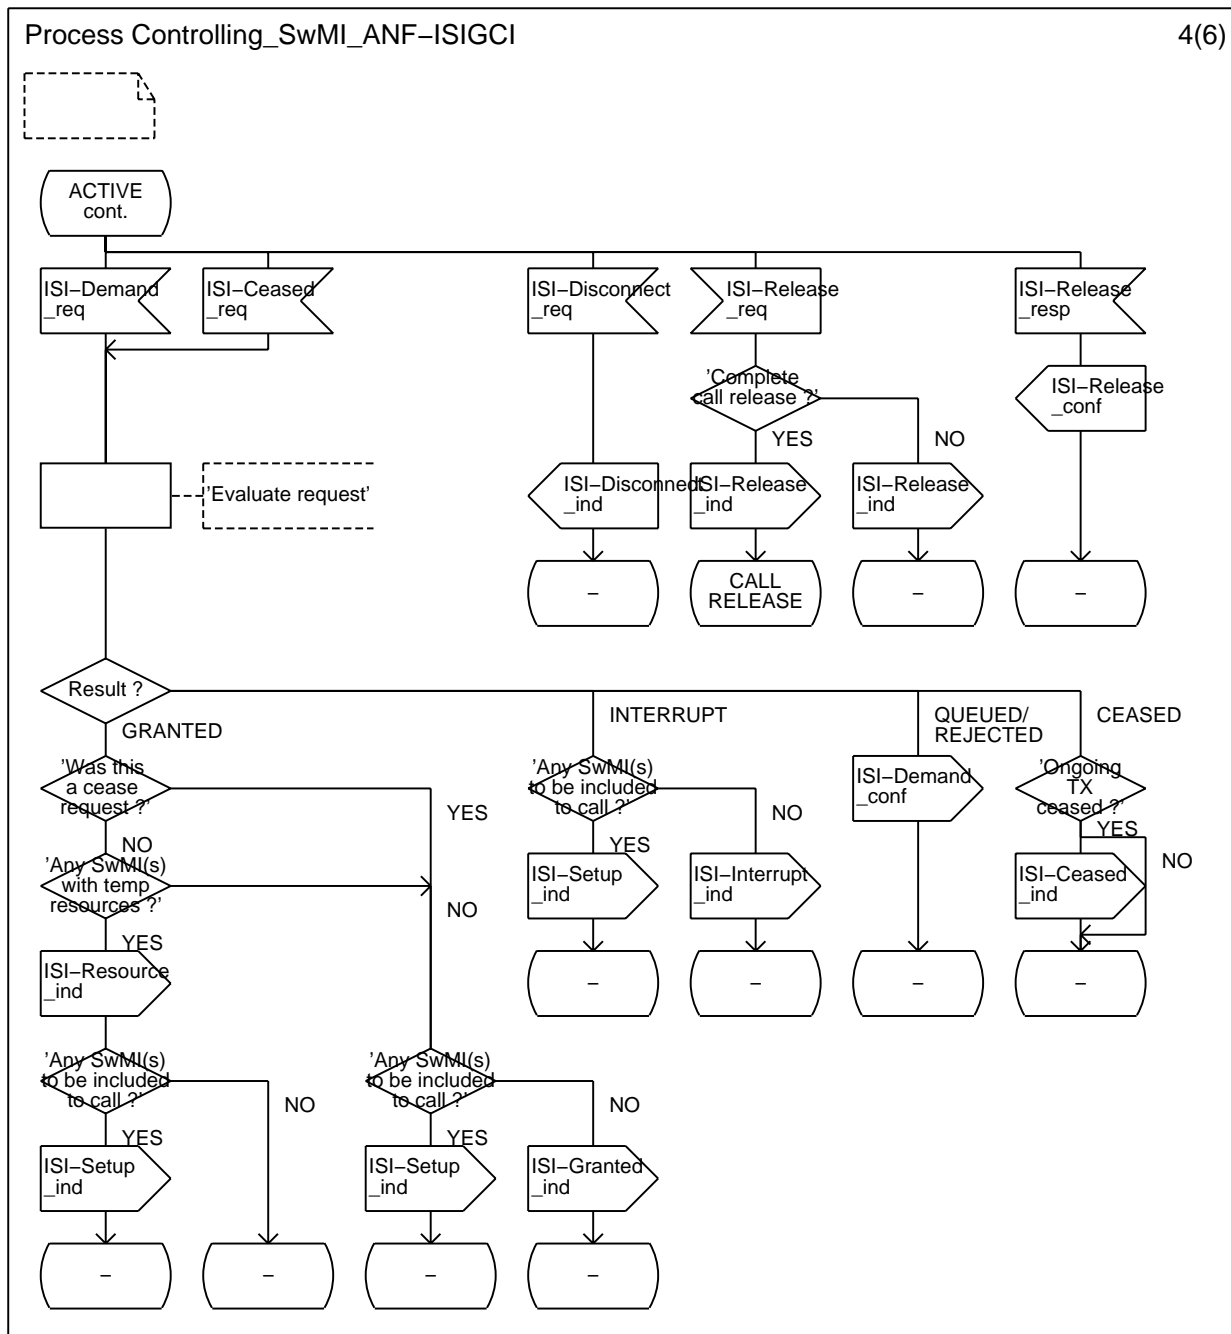 Process Controlling_SwMI_ANF−ISIGCI
4(6)
ACTIVE
cont.
ISI−Demand
_req
ISI−Ceased
_req
ISI−Disconnect
_req
ISI−Release
_req
ISI−Release
_resp
'Complete
call release ?'
YES
NO
ISI−Release
_conf
'Evaluate request'
ISI−Disconnect
_ind
ISI−Release
_ind
ISI−Release
_ind
−
CALL
RELEASE
−
−
Result ?
GRANTED
INTERRUPT
QUEUED/
REJECTED
CEASED
'Was this
a cease
request ?'
YES
NO
'Any SwMI(s)
to be included
to call ?'
NO
YES
ISI−Demand
_conf
'Ongoing
TX
ceased ?'
YES
NO
'Any SwMI(s)
with temp
resources ?'
NO
YES
ISI−Setup
_ind
ISI−Interrupt
_ind
ISI−Ceased
_ind
ISI−Resource
_ind
−
−
−
−
'Any SwMI(s)
to be included
to call ?'
NO
YES
'Any SwMI(s)
to be included
to call ?'
NO
YES
ISI−Setup
_ind
ISI−Setup
_ind
ISI−Granted
_ind
−
−
−
−